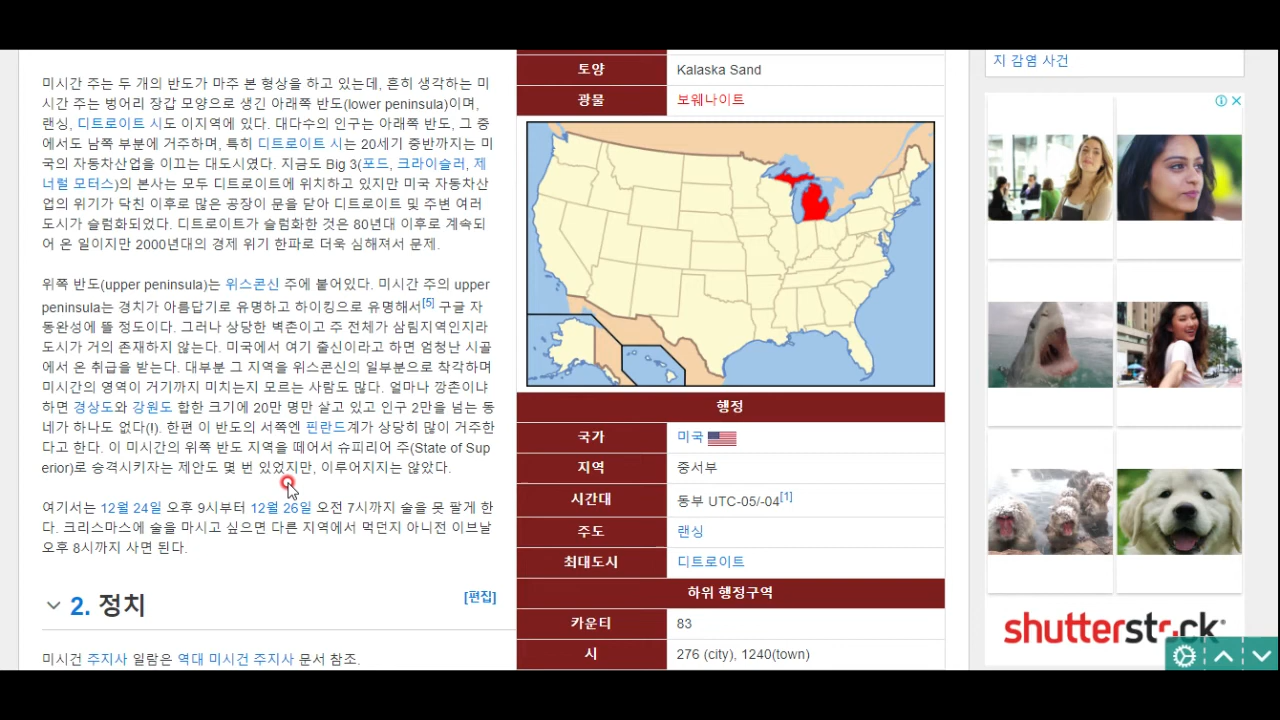 미시간 주는 두 개의 반도가 마주 본 형상을 하고 있는데, 흔히 생각하는 미
시간 주는 벙어리 장갑 모양으로 생긴 아래쪽 반도(lower peninsula)이며,
랜싱, 디트로이트 시도 이지역에 있다. 대다수의 인구는 아래쪽 반도, 그 중
에서도 남쪽 부분에 거주하며, 특히 디트로이트 시는 20세기 중반까지는 미
국의 자동차산업을 이끄는 대도시였다. 지금도 Big 3(포드, 크라이슬러, 제
너럴 모터스)의 본사는 모두 디트로이트에 위치하고 있지만 미국 자동차산
업의 위기가 닥친 이후로 많은 공장이 문을 닫아 디트로이트 및 주변 여러
도시가 슬럼화되었다. 디트로이트가 슬럼화한 것은 80년대 이후로 계속되
어 온 일이지만 2000년대의 경제 위기 한파로 더욱 심해져서 문제.
위쪽 반도(upper peninsula)는 위스콘신 주에 붙어있다. 미시간 주의 upper
peninsula는 경치가 아름답기로 유명하고 하이킹으로 유명해서[5] 구글 자
동완성에 뜰 정도이다. 그러나 상당한 벽촌이고 주 전체가 삼림지역인지라
도시가 거의 존재하지 않는다. 미국에서 여기 출신이라고 하면 엄청난 시골
에서 온 취급을 받는다. 대부분 그 지역을 위스콘신의 일부분으로 착각하며
미시간의 영역이 거기까지 미치는지 모르는 사람도 많다. 얼마나 깡촌이냐
하면 경상도와 강원도 합한 크기에 20만 명만 살고 있고 인구 2만을 넘는 동
네가 하나도 없다(!). 한편 이 반도의 서쪽엔 핀란드계가 상당히 많이 거주한
다고 한다. 이 미시간의 위쪽 반도 지역을 떼어서 슈피리어 주(State of Sup
erior)로 승격시키자는 제안도 몇 번 있었지만, 이루어지지는 않았다.
여기서는 12월 24일 오후 9시부터 12월 26일 오전 7시까지 술을 못 팔게 한
다. 크리스마스에 술을 마시고 싶으면 다른 지역에서 먹던지 아니면 이브날
오후 8시까지 사면 된다.
2. 정치
[편집]
미시건 주지사 일람은 역대 미시건 주지사 문서 참조.
토양 Kalaska Sand
광물 보웨나이트
행정
국가 미국
지역 중서부
시간대 동부 UTC-05/-04[1]
주도 랜싱
최대도시 디트로이트
하위 행정구역
카운티 83
시 276 (city), 1240(town)
지 감염 사건
shutterstock